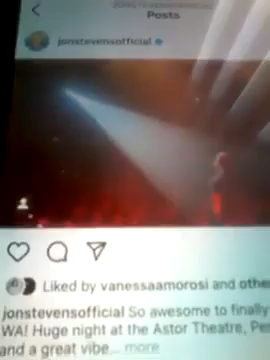 Posts
jonstevensofficial
Liked by vanessaamorosi and othe
jonstevensofficial So awesome to finally
WA! Huge night at the Astor Theatre, Per
and a great vibe... more